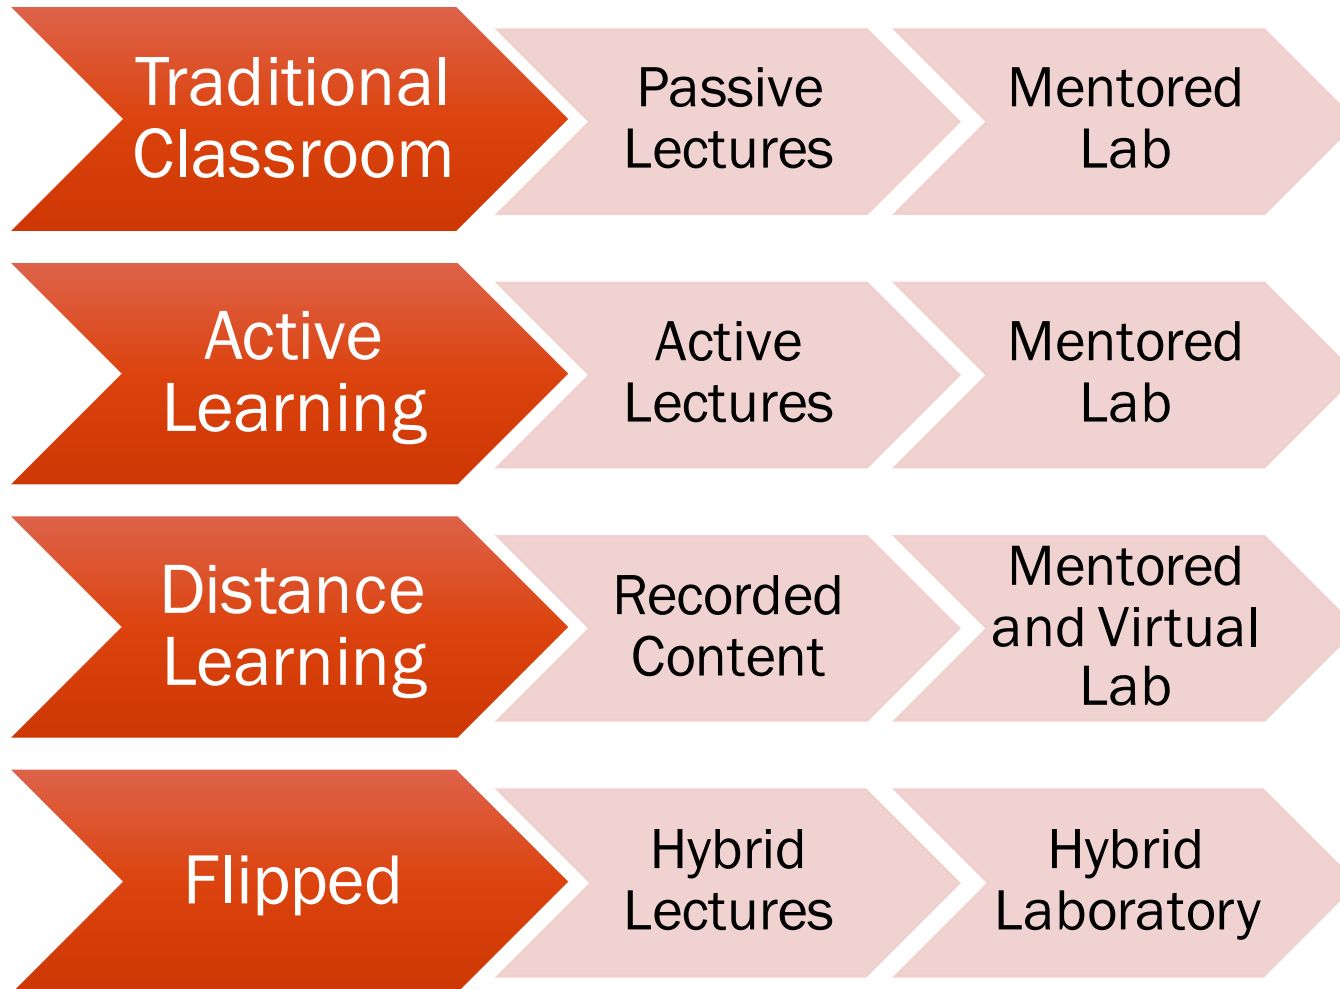 Traditional
Classroom
Passive
Lectures
Mentored
Lab
Active
Learning
Active
Lectures
Mentored
Lab
Distance
Learning
Recorded
Content
Mentored
and Virtual
Lab
Flipped
Hybrid
Lectures
Hybrid
Laboratory